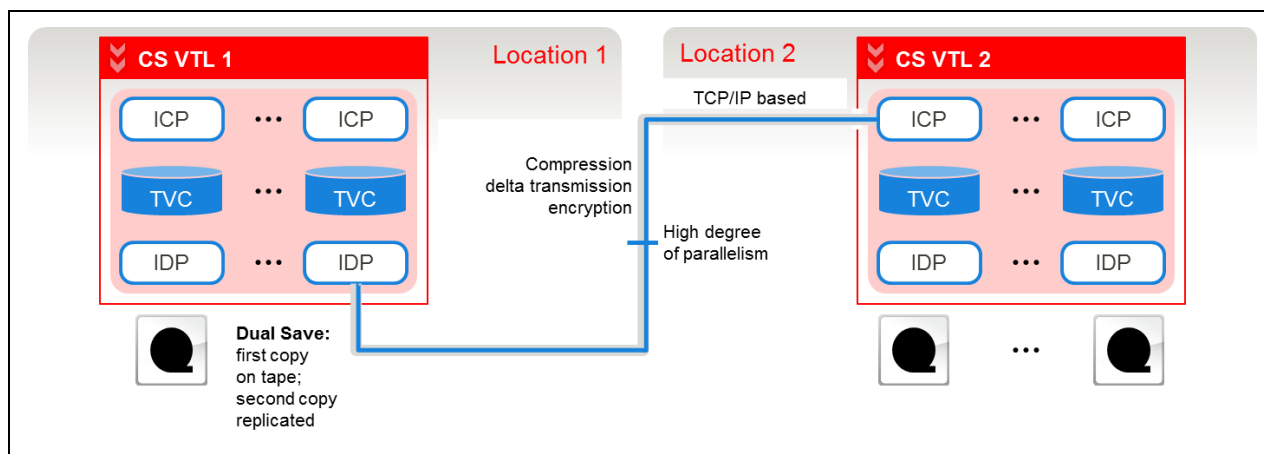 CS VTL 1
Location 1
Location 2
CS VTL 2
TCP/IP based
ICP
•••
ICP
ICP
•••
ICP
Compression
delta transmission
encryption
TVC
•••
TVC
TVC
•••
TVC
High degree
of parallelism
IDP
•••
IDP
IDP
•••
IDP
Dual Save:
first copy
on tape;
second copy
replicated
•••